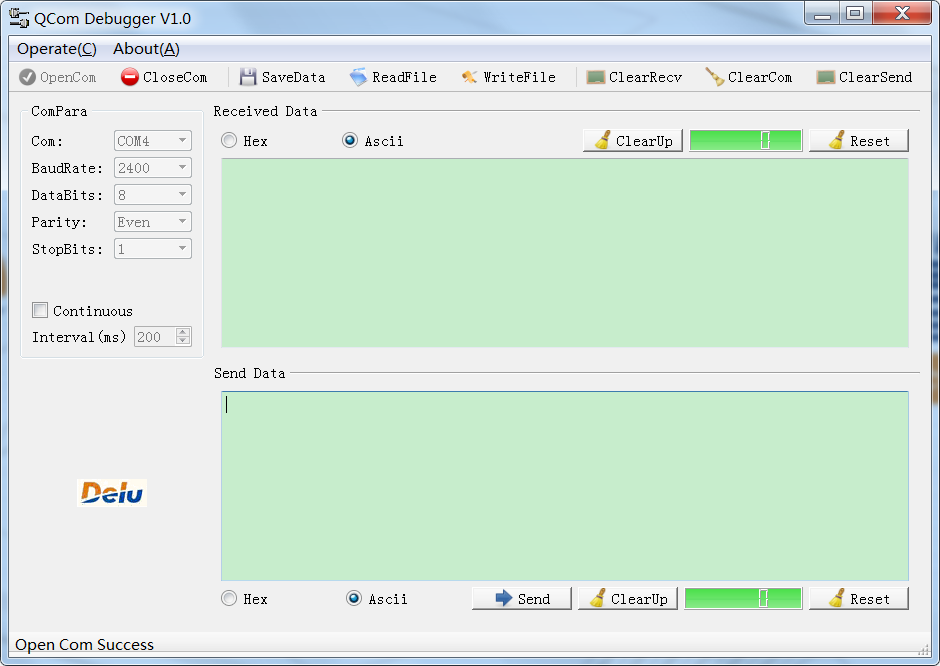 QCom Debugger V1.0
Operate(C) About(A)
OpenCom CloseCom SaveData ReadFile WriteFile ClearRecv ClearCom ClearSend
ComPara
Com: COM4
BaudRate: 2400
DataBits: 8
Parity: Even
StopBits: 1
Continuous
Interval(ms) 200
Received Data
Hex Ascii ClearUp 0 Reset
Send Data
Delu
Hex Ascii Send ClearUp 0 Reset
Open Com Success